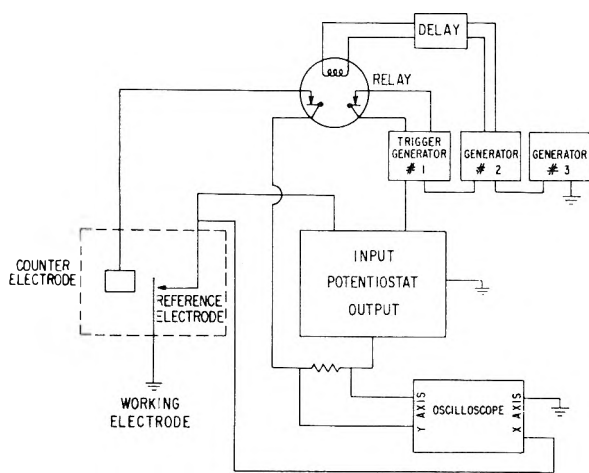 DELAY
RELAY
TRIGGER
GENERATOR
# 1
GENERATOR
# 2
GENERATOR
# 3
COUNTER
ELECTRODE
REFERENCE
ELECTRODE
INPUT
POTENTIOSTAT
OUTPUT
WORKING
ELECTRODE
Y AXIS
OSCILLOSCOPE
X AXIS